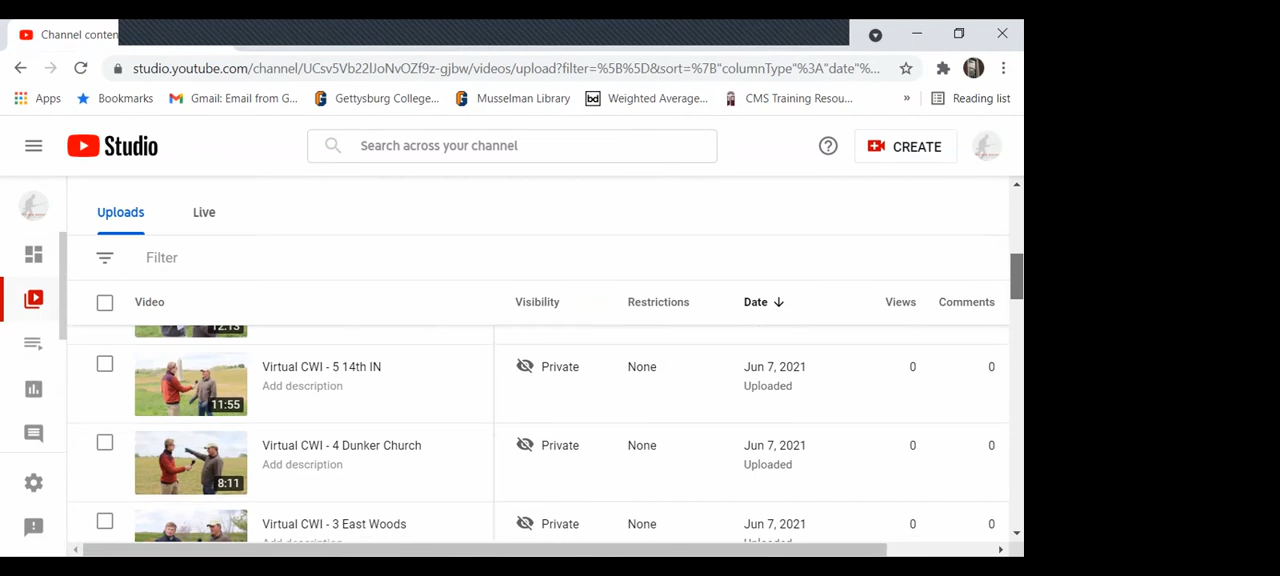 Channel conten
studio.youtube.com/channel/UCsv5Vb22lJoNvOZf9z-gjbw/videos/upload?filter=%5B%5D&sort=%7B"columnType"%3A"date"%...
Apps Bookmarks Gmail: Email from G... Gettysburg College... Musselman Library bd Weighted Average... CMS Training Resou... » Reading list
Studio Search across your channel CREATE
Uploads Live
Filter
Video Visibility Restrictions Date Views Comments
12:13
Virtual CWI - 5 14th IN Private None Jun 7, 2021 0 0
Add description Uploaded
11:55
Virtual CWI - 4 Dunker Church Private None Jun 7, 2021 0 0
Add description Uploaded
8:11
Virtual CWI - 3 East Woods Private None Jun 7, 2021 0 0
Add description Uploaded